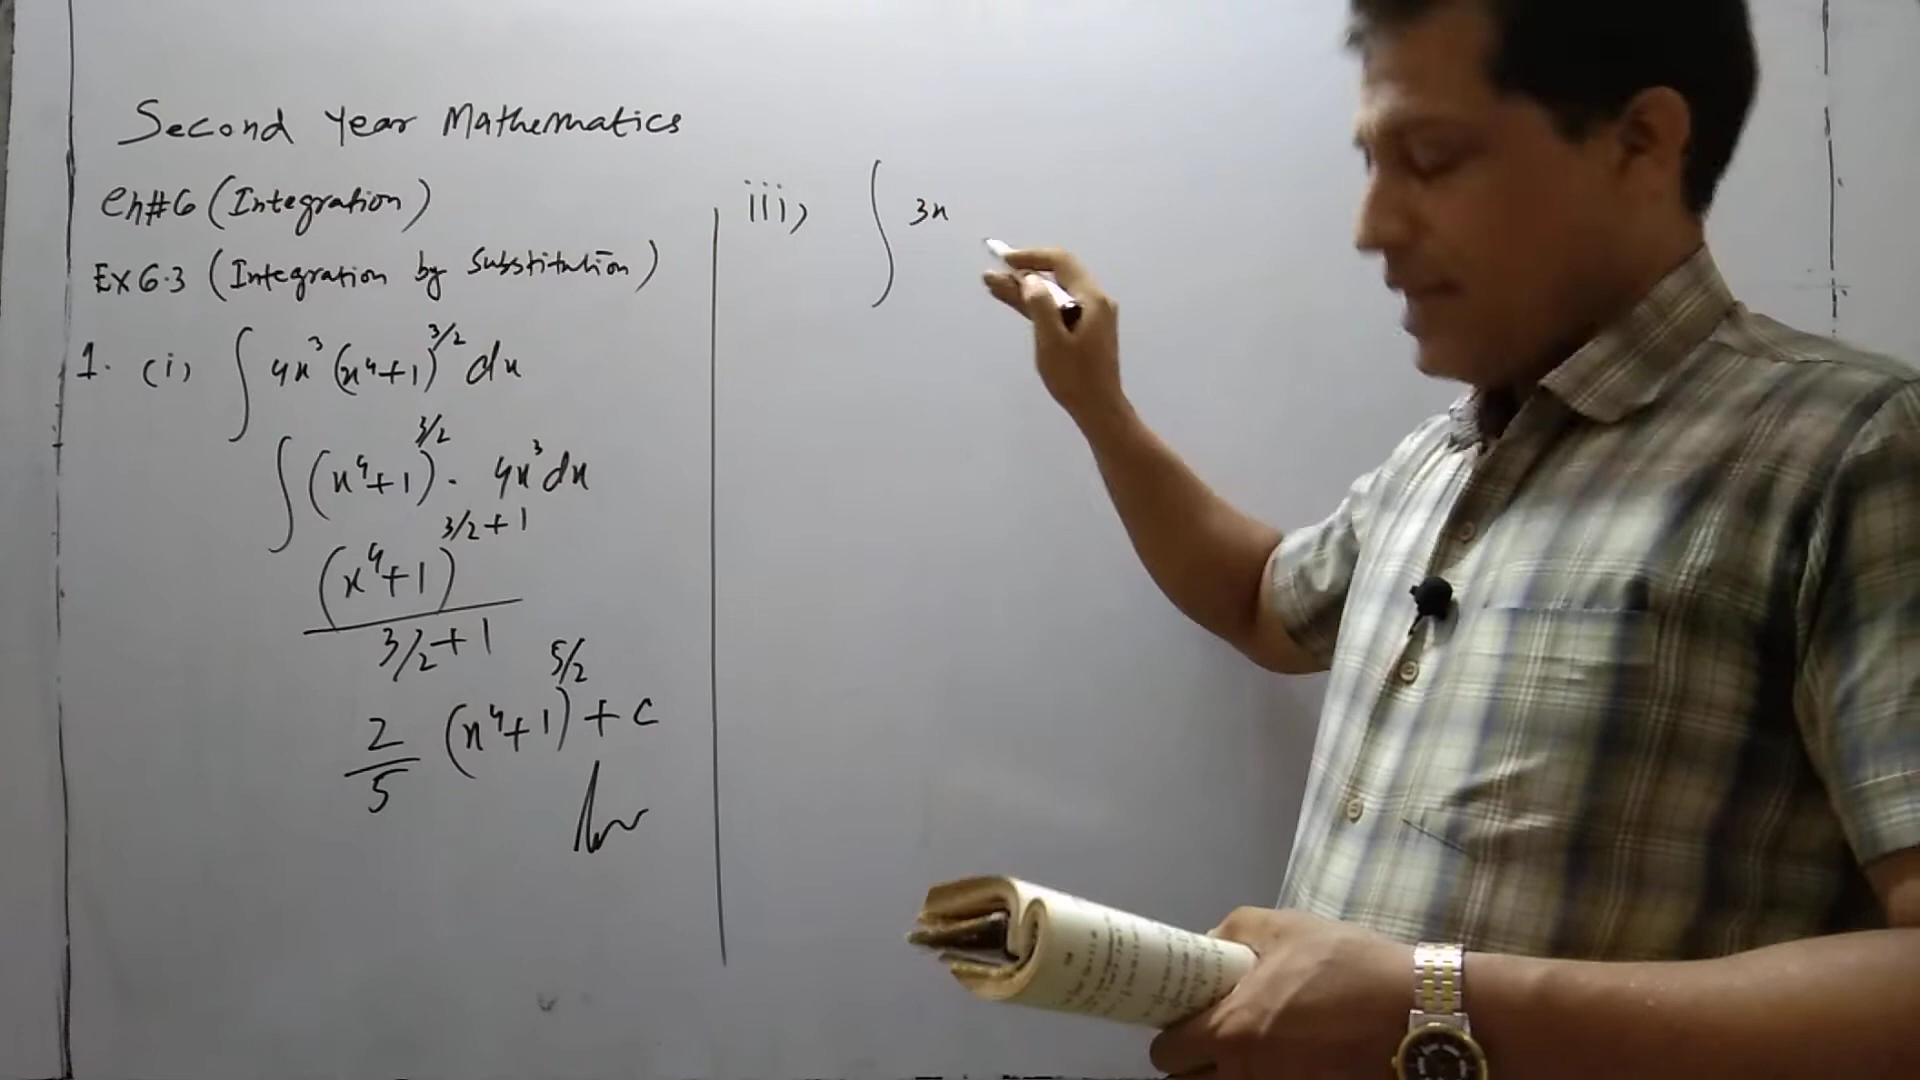 Second Year Mathematics
Ch#6 (Integration)
Ex 6.3 (Integration by Substitution)
1. (i) ∫ 4x³ (x⁴+1)^3/2 dx
∫ (x⁴+1)^3/2 · 4x³ dx
(x⁴+1)^3/2+1
3/2+1
2/5 (x⁴+1)^5/2 + c
iii) ∫ 3x